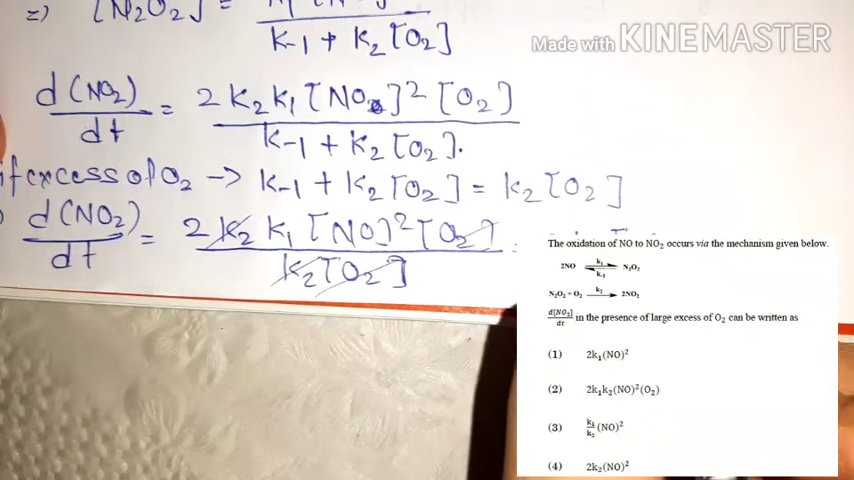 =) [N2O2] =
k-1 + k2[O2]
Made with KINEMASTER
d(NO2)/dt = 2k2k1[NO]2[O2] / k-1 + k2[O2].
if excess of O2 -> k-1 + k2[O2] = k2[O2]
d(NO2)/dt = 2k2k1[NO]2[O2] / k2[O2] =
The oxidation of NO to NO2 occurs via the mechanism given below.
2NO k1 k-1 N2O2
N2O2 + O2 k2 → 2NO2
d[NO2]/dt in the presence of large excess of O2 can be written as
(1) 2k1(NO)2
(2) 2k1k2(NO)2(O2)
(3) k1/k2 (NO)2
(4) 2k2(NO)2